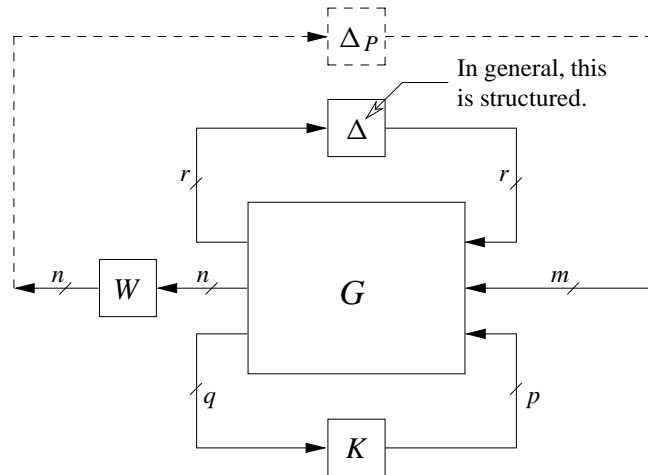 Δ_P
In general, this
is structured.
Δ
r
r
n
W
n
G
m
q
p
K